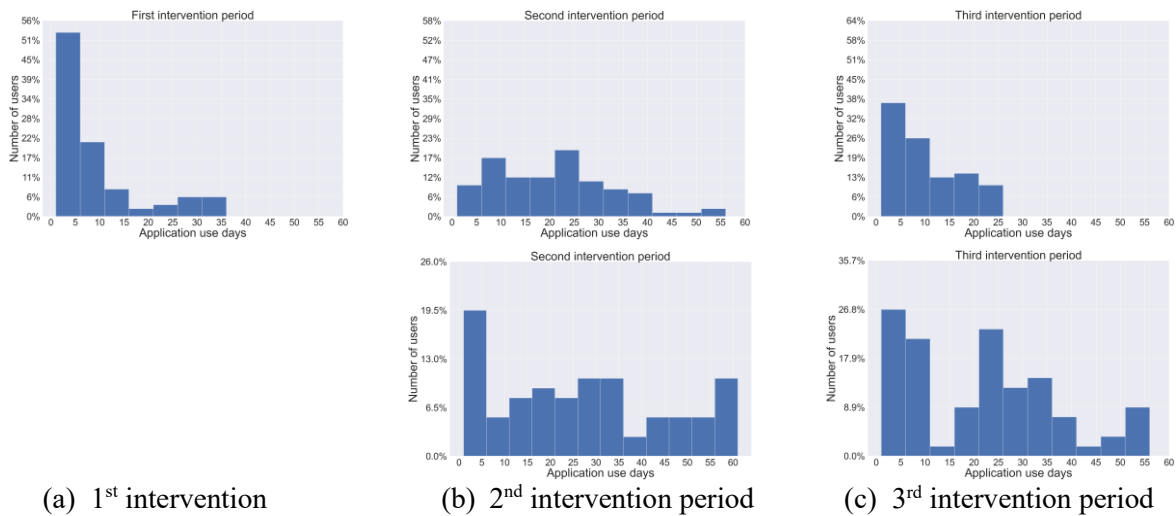 First intervention period
56%
51%
45%
39%
34%
28%
23%
17%
11%
6%
0%
Number of users
0 5 10 15 20 25 30 35 40 45 50 55 60
Application use days
Second intervention period
58%
52%
46%
41%
35%
29%
23%
17%
12%
6%
0%
Number of users
0 5 10 15 20 25 30 35 40 45 50 55 60
Application use days
Third intervention period
64%
58%
51%
45%
38%
32%
26%
19%
13%
6%
0%
Number of users
0 5 10 15 20 25 30 35 40 45 50 55 60
Application use days
Second intervention period
26.0%
19.5%
13.0%
6.5%
0.0%
Number of users
0 5 10 15 20 25 30 35 40 45 50 55 60
Application use days
Third intervention period
35.7%
26.8%
17.9%
8.9%
0.0%
Number of users
0 5 10 15 20 25 30 35 40 45 50 55 60
Application use days
(a) 1st intervention
(b) 2nd intervention period
(c) 3rd intervention period